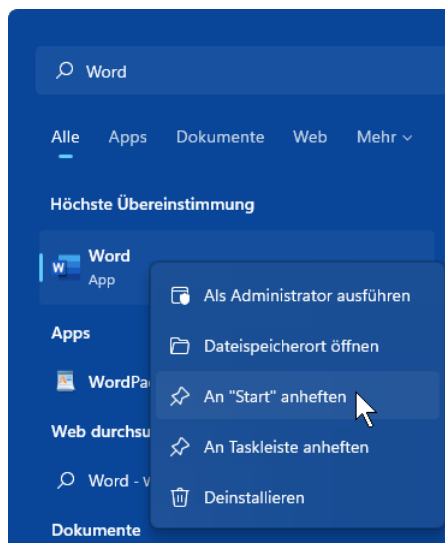 Word
Alle Apps Dokumente Web Mehr
Höchste Übereinstimmung
Word
App
Als Administrator ausführen
Apps
Dateispeicherort öffnen
WordPa
An "Start" anheften
Web durchsu
An Taskleiste anheften
Word - v
Deinstallieren
Dokumente